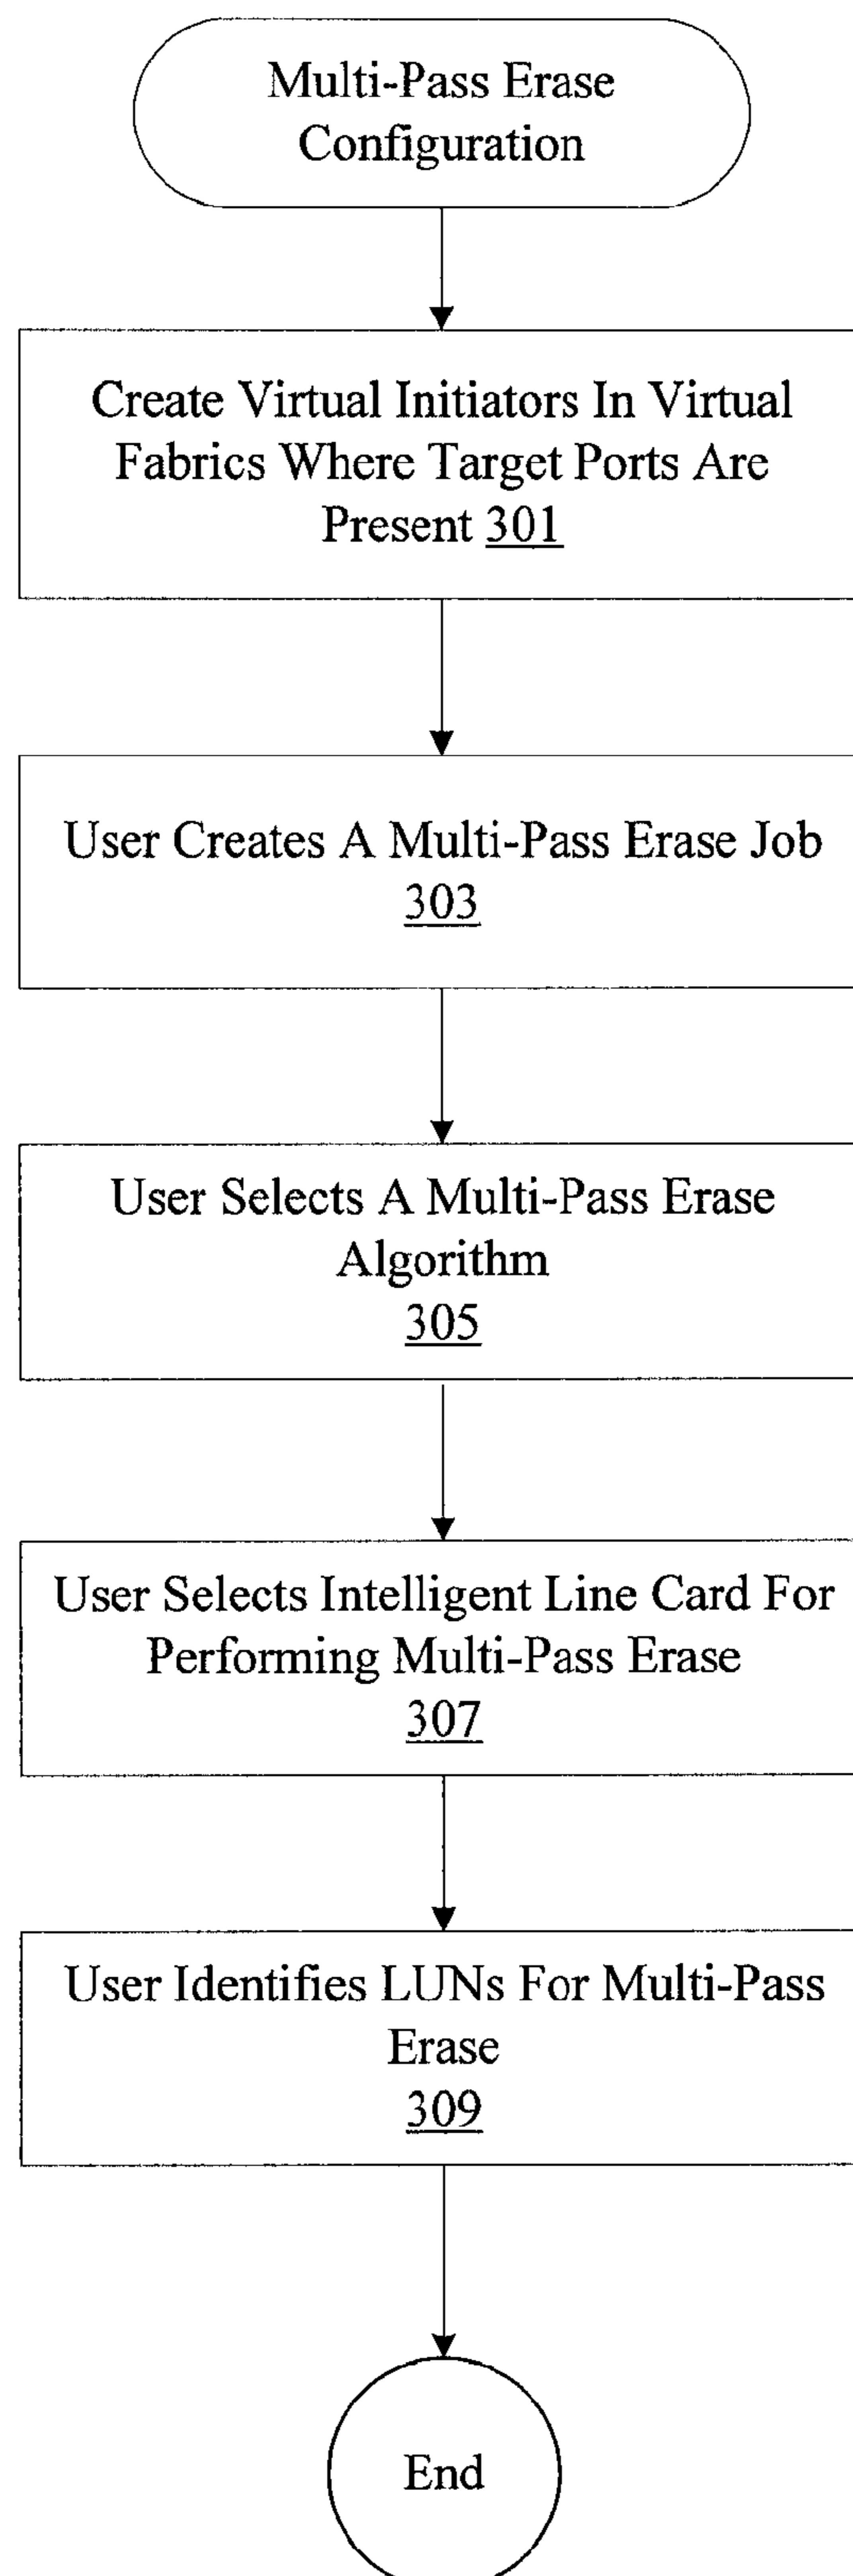 Multi-Pass Erase
Configuration
Create Virtual Initiators In Virtual
Fabrics Where Target Ports Are
Present 301
User Creates A Multi-Pass Erase Job
303
User Selects A Multi-Pass Erase
Algorithm
305
User Selects Intelligent Line Card For
Performing Multi-Pass Erase
307
User Identifies LUNs For Multi-Pass
Erase
309
End